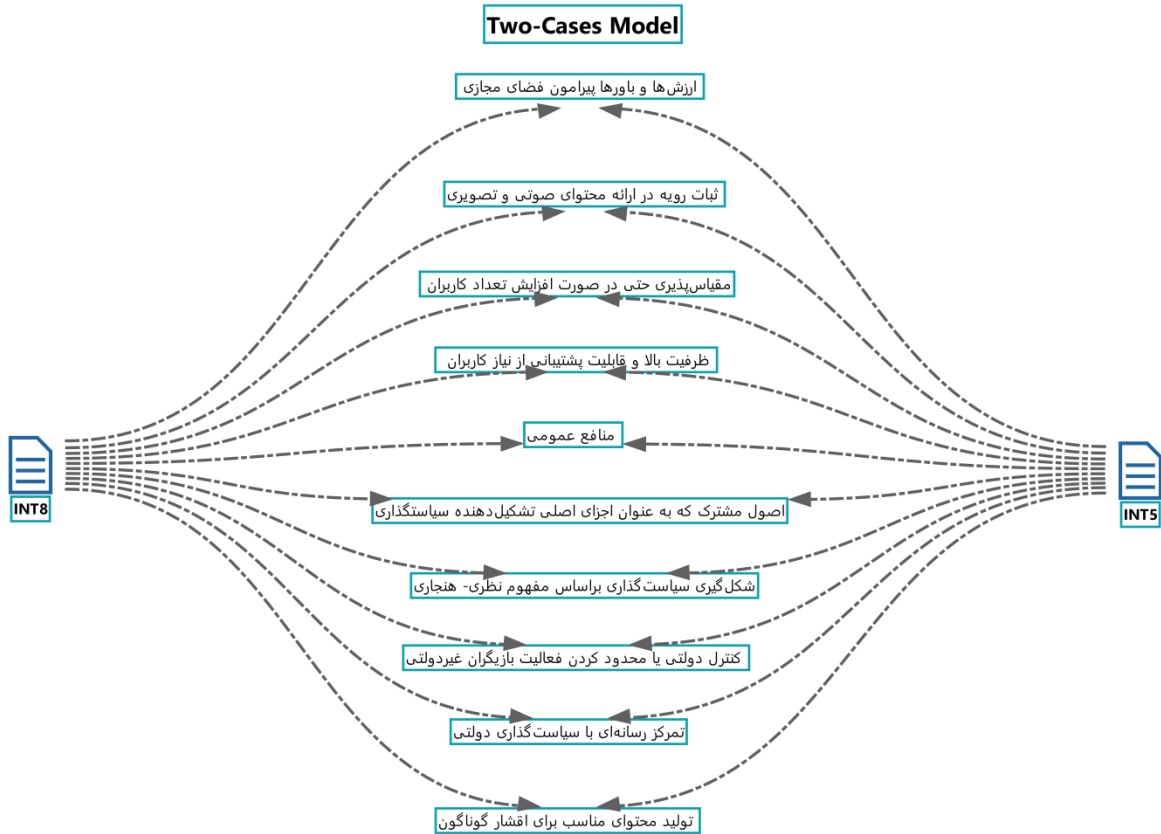 Two-Cases Model
ارزش‌ها و باورها پیرامون فضای مجازی
ثبات رویه در ارائه محتوای صوتی و تصویری
مقیاس‌پذیری حتی در صورت افزایش تعداد کاربران
ظرفیت بالا و قابلیت پشتیبانی از نیاز کاربران
منافع عمومی
INT8
INT5
اصول مشترک که به عنوان اجزای اصلی تشکیل‌دهنده سیاستگذاری
شکل‌گیری سیاست‌گذاری براساس مفهوم نظری- هنجاری
کنترل دولتی یا محدود کردن فعالیت بازیگران غیردولتی
تمرکز رسانه‌ای با سیاست‌گذاری دولتی
تولید محتوای مناسب برای اقشار گوناگون